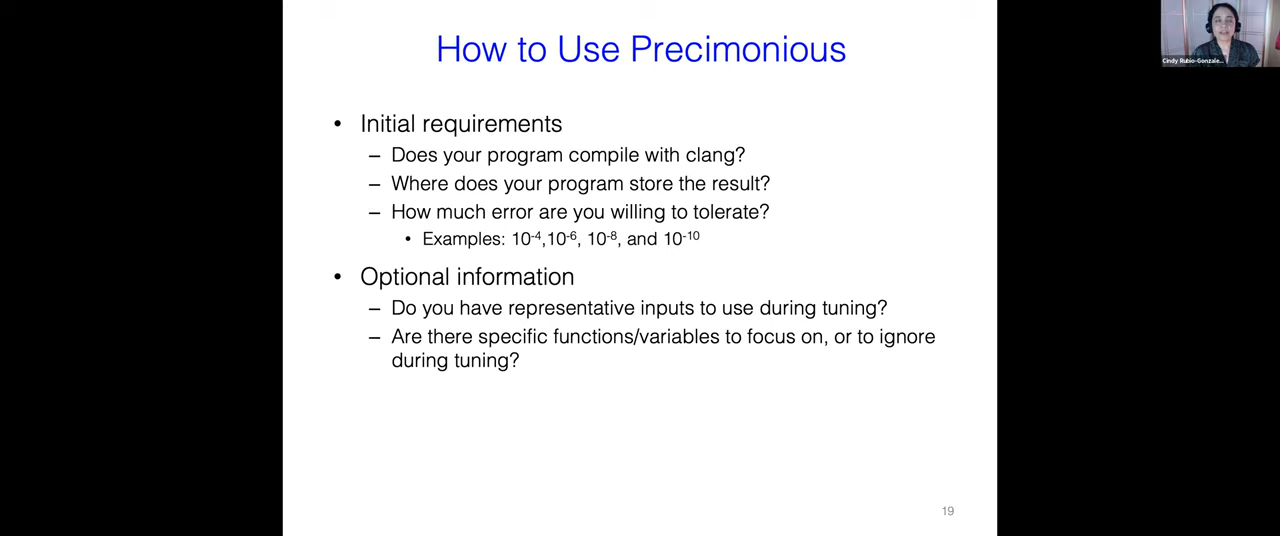 How to Use Precimonious
• Initial requirements
– Does your program compile with clang?
– Where does your program store the result?
– How much error are you willing to tolerate?
• Examples: 10⁻⁴,10⁻⁶, 10⁻⁸, and 10⁻¹⁰
• Optional information
– Do you have representative inputs to use during tuning?
– Are there specific functions/variables to focus on, or to ignore
during tuning?
19
Cindy Rubio-Gonzale...